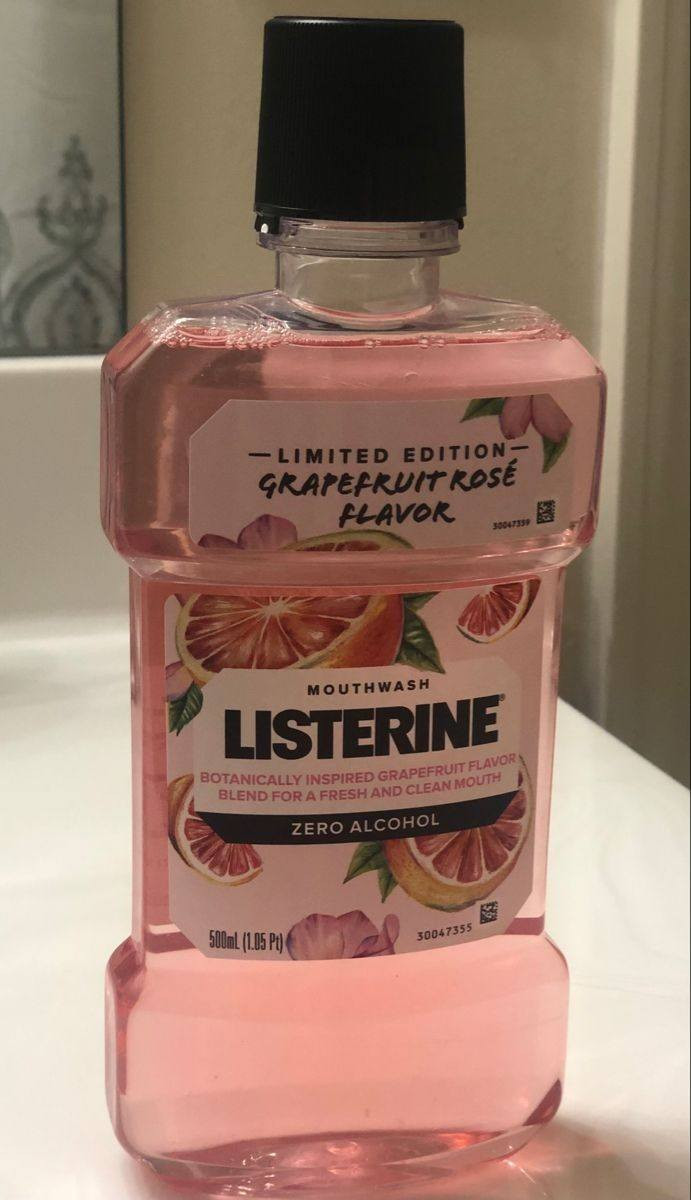 LIMITED EDITION
GRAPEFRUIT ROSÉ
FLAVOR
30047359
MOUTHWASH
LISTERINE®
BOTANICALLY INSPIRED GRAPEFRUIT FLAVOR
BLEND FOR A FRESH AND CLEAN MOUTH
ZERO ALCOHOL
500mL (1.05 Pt)
30047355